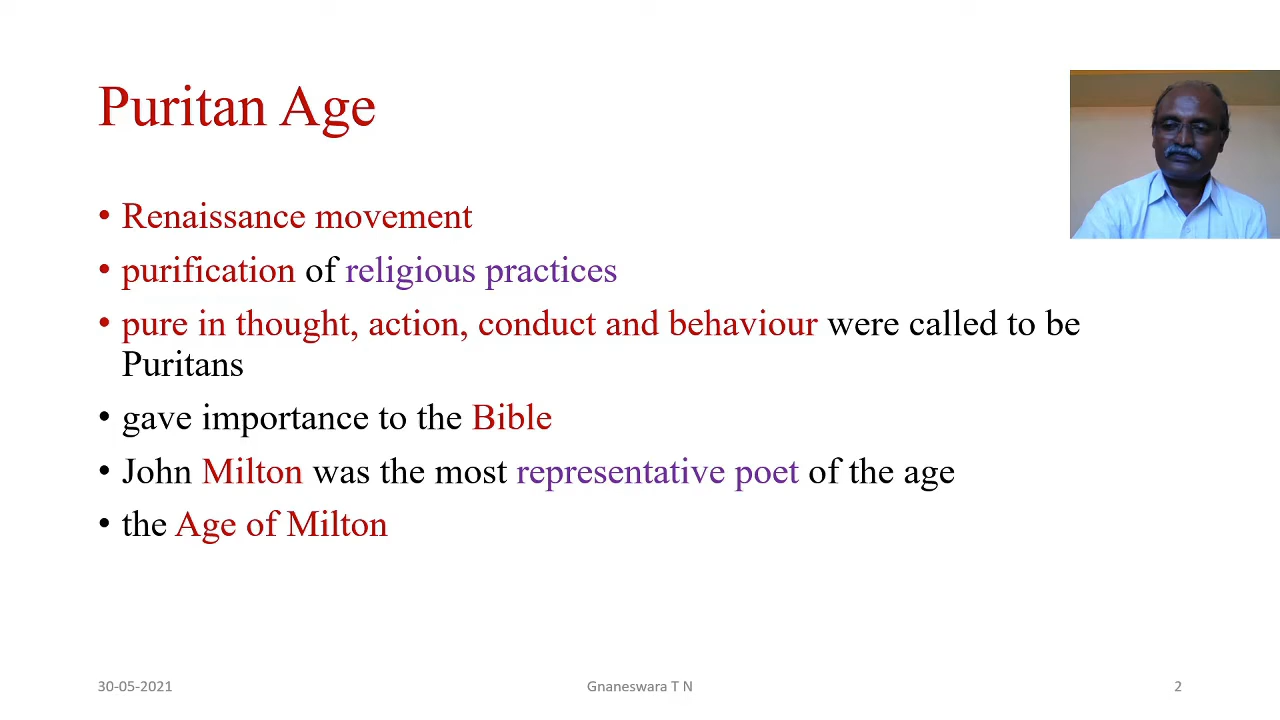 Puritan Age
• Renaissance movement
• purification of religious practices
• pure in thought, action, conduct and behaviour were called to be
Puritans
• gave importance to the Bible
• John Milton was the most representative poet of the age
• the Age of Milton
30-05-2021
Gnaneswara T N
2